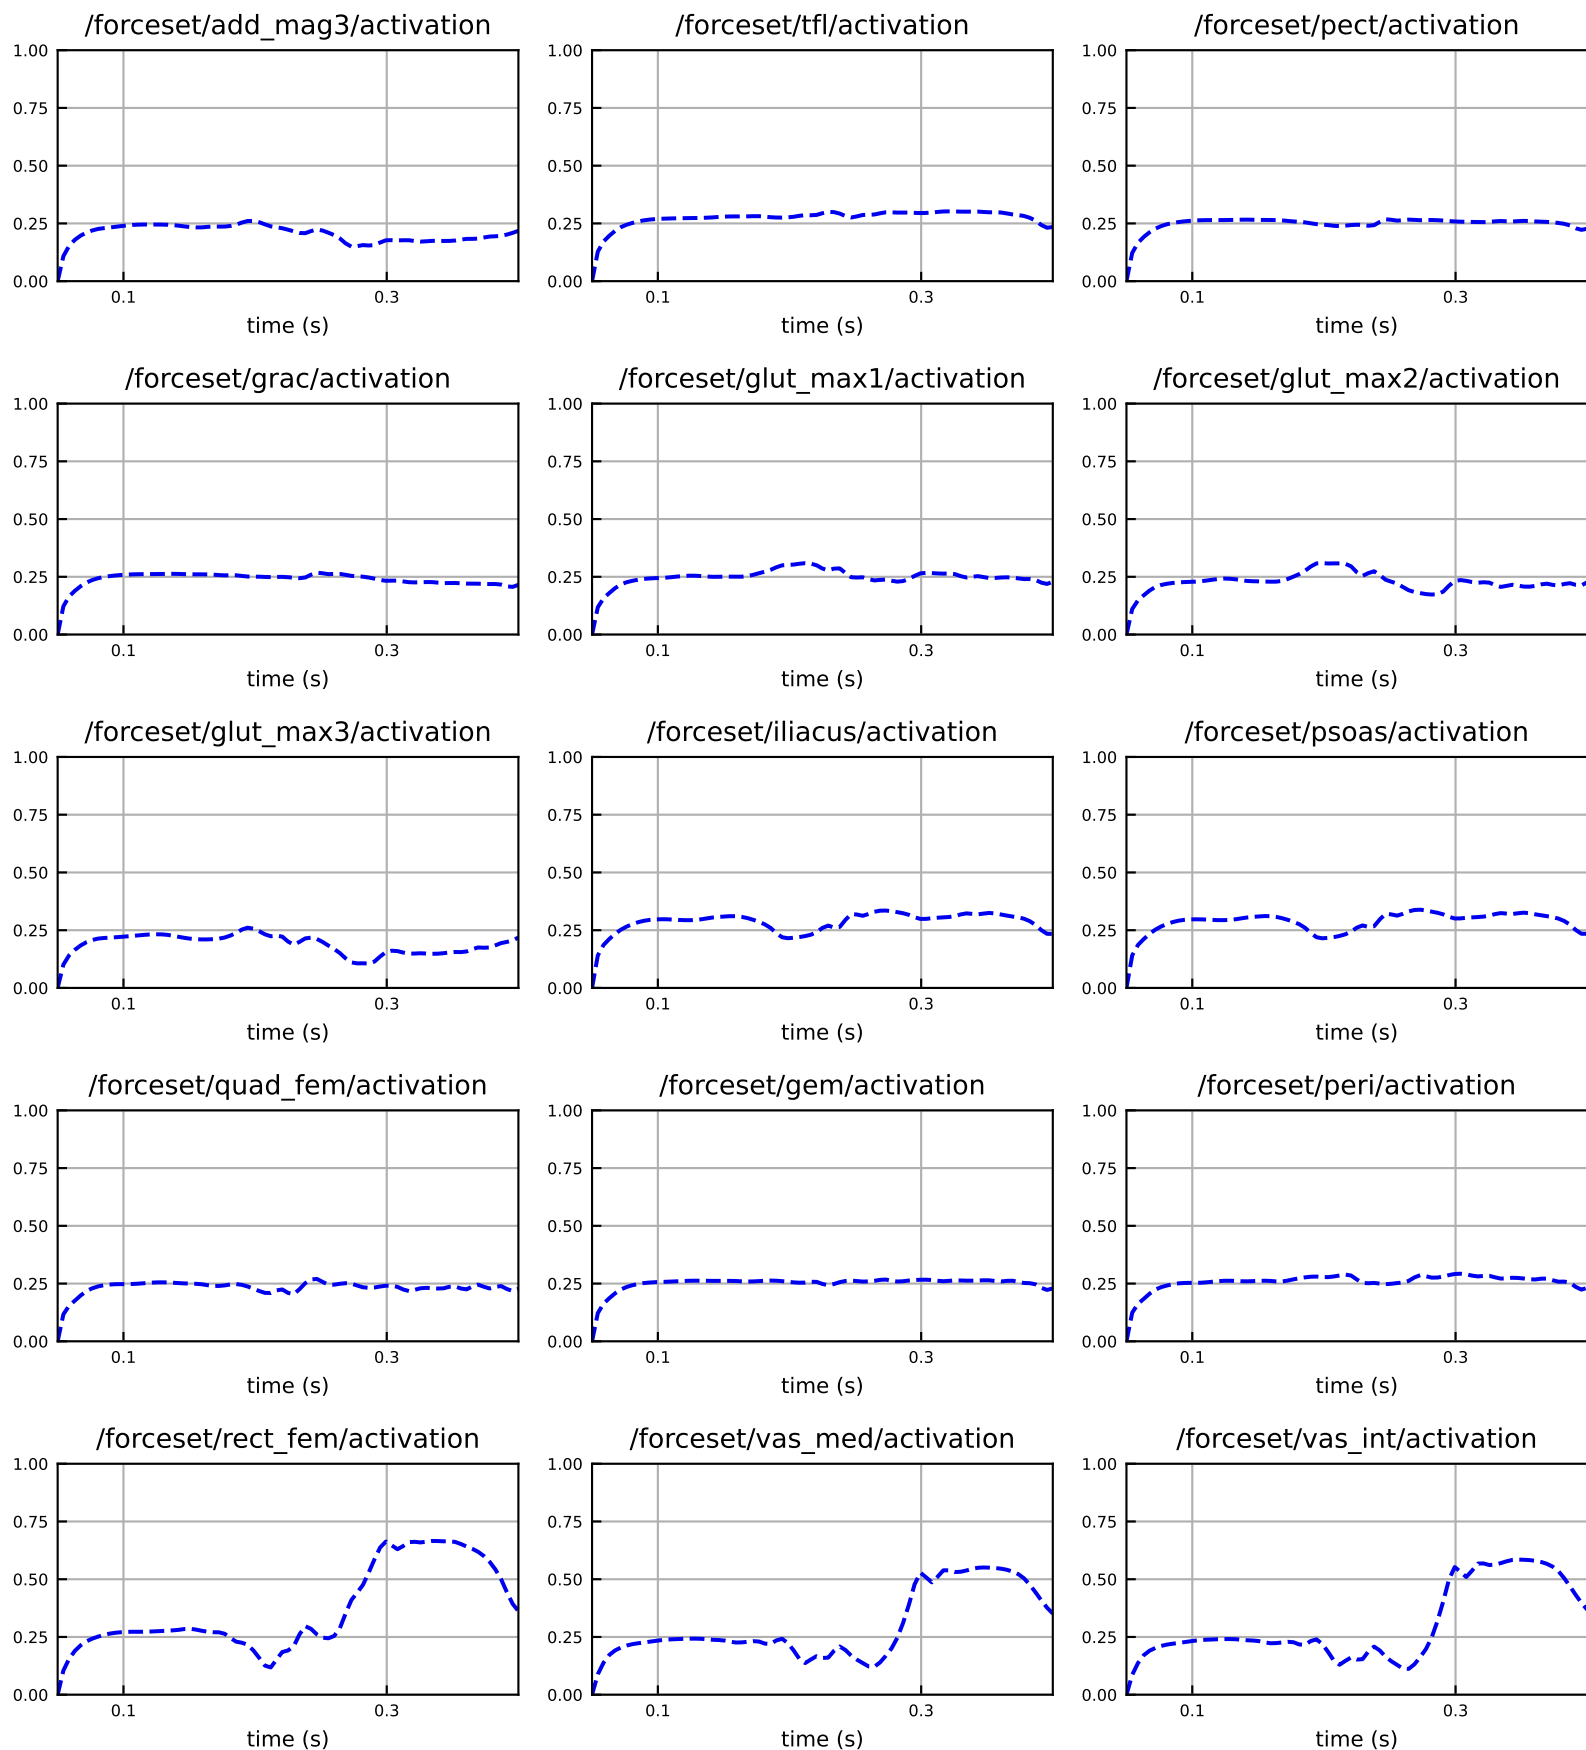 /forceset/add_mag3/activation /forceset/tfl/activation /forceset/pect/activation
1.00 1.00 1.00
0.75 0.75 0.75
0.50 0.50 0.50
0.25 0.25 0.25
0.00 0.00 0.00
0.1 0.3 0.1 0.3 0.1 0.3
time (s) time (s) time (s)
/forceset/grac/activation /forceset/glut_max1/activation /forceset/glut_max2/activation
1.00 1.00 1.00
0.75 0.75 0.75
0.50 0.50 0.50
0.25 0.25 0.25
0.00 0.00 0.00
0.1 0.3 0.1 0.3 0.1 0.3
time (s) time (s) time (s)
/forceset/glut_max3/activation /forceset/iliacus/activation /forceset/psoas/activation
1.00 1.00 1.00
0.75 0.75 0.75
0.50 0.50 0.50
0.25 0.25 0.25
0.00 0.00 0.00
0.1 0.3 0.1 0.3 0.1 0.3
time (s) time (s) time (s)
/forceset/quad_fem/activation /forceset/gem/activation /forceset/peri/activation
1.00 1.00 1.00
0.75 0.75 0.75
0.50 0.50 0.50
0.25 0.25 0.25
0.00 0.00 0.00
0.1 0.3 0.1 0.3 0.1 0.3
time (s) time (s) time (s)
/forceset/rect_fem/activation /forceset/vas_med/activation /forceset/vas_int/activation
1.00 1.00 1.00
0.75 0.75 0.75
0.50 0.50 0.50
0.25 0.25 0.25
0.00 0.00 0.00
0.1 0.3 0.1 0.3 0.1 0.3
time (s) time (s) time (s)